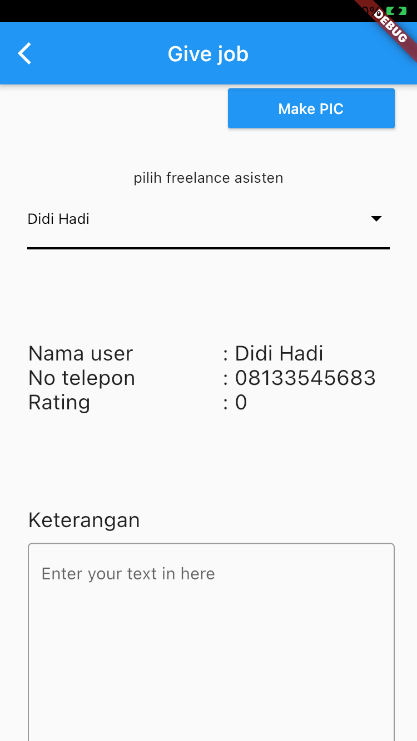 Give job
DEBUG
Make PIC
pilih freelance asisten
Didi Hadi
Nama user : Didi Hadi
No telepon : 08133545683
Rating : 0
Keterangan
Enter your text in here